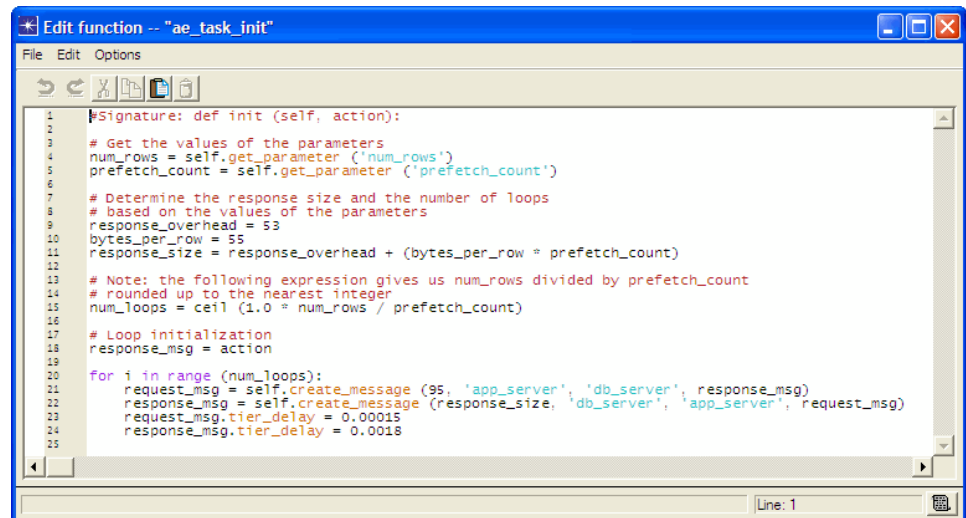 Edit function -- "ae_task_init"
File Edit Options
1 #Signature: def init (self, action):
2
3 # Get the values of the parameters
4 num_rows = self.get_parameter ('num_rows')
5 prefetch_count = self.get_parameter ('prefetch_count')
6
7 # Determine the response size and the number of loops
8 # based on the values of the parameters
9 response_overhead = 53
10 bytes_per_row = 55
11 response_size = response_overhead + (bytes_per_row * prefetch_count)
12
13 # Note: the following expression gives us num_rows divided by prefetch_count
14 # rounded up to the nearest integer
15 num_loops = ceil (1.0 * num_rows / prefetch_count)
16
17 # Loop initialization
18 response_msg = action
19
20 for i in range (num_loops):
21     request_msg = self.create_message (95, 'app_server', 'db_server', response_msg)
22     response_msg = self.create_message (response_size, 'db_server', 'app_server', request_msg)
23     request_msg.tier_delay = 0.00015
24     response_msg.tier_delay = 0.0018
25
Line: 1